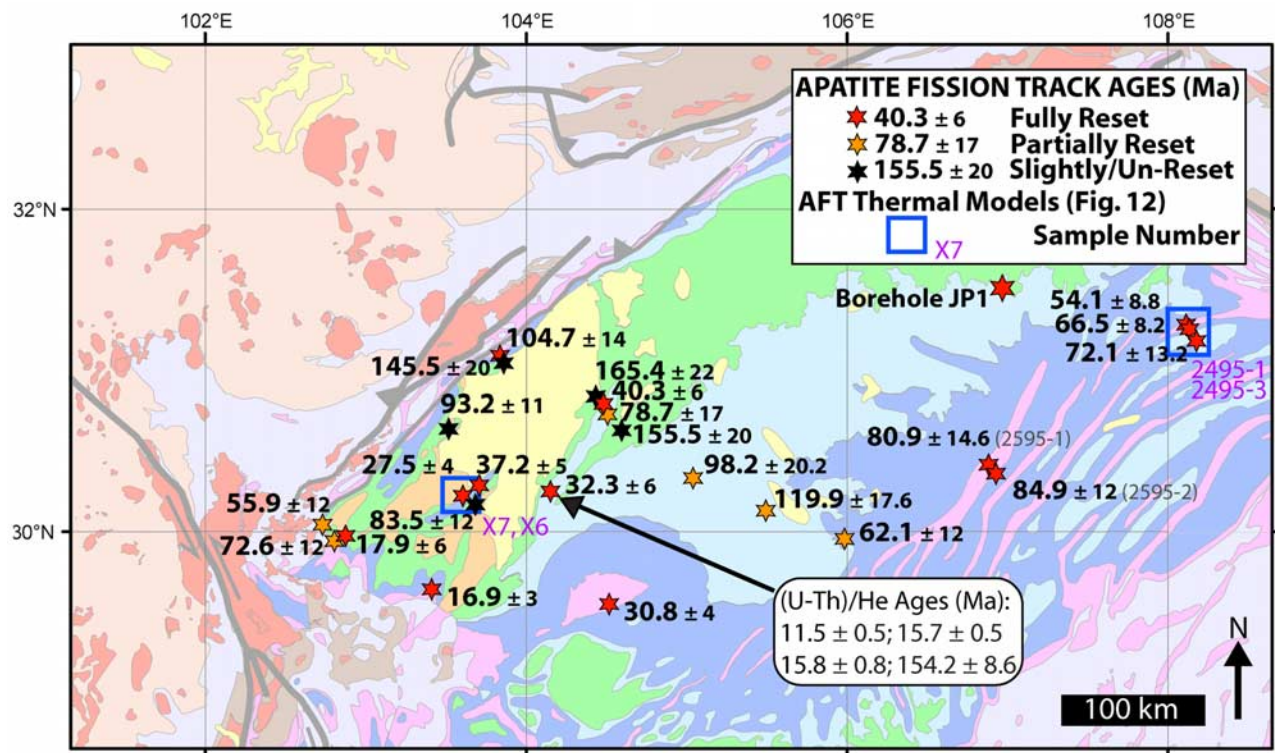 102°E
104°E
106°E
108°E
32°N
30°N
APATITE FISSION TRACK AGES (Ma)
40.3 ± 6 Fully Reset
78.7 ± 17 Partially Reset
155.5 ± 20 Slightly/Un-Reset
AFT Thermal Models (Fig. 12)
X7 Sample Number
Borehole JP1
54.1 ± 8.8
66.5 ± 8.2
72.1 ± 13.2
2495-1
2495-3
104.7 ± 14
145.5 ± 20
165.4 ± 22
40.3 ± 6
78.7 ± 17
155.5 ± 20
93.2 ± 11
27.5 ± 4
37.2 ± 5
32.3 ± 6
98.2 ± 20.2
80.9 ± 14.6 (2595-1)
84.9 ± 12 (2595-2)
119.9 ± 17.6
62.1 ± 12
55.9 ± 12
83.5 ± 12
X7, X6
72.6 ± 12
17.9 ± 6
16.9 ± 3
30.8 ± 4
(U-Th)/He Ages (Ma):
11.5 ± 0.5; 15.7 ± 0.5
15.8 ± 0.8; 154.2 ± 8.6
N
100 km